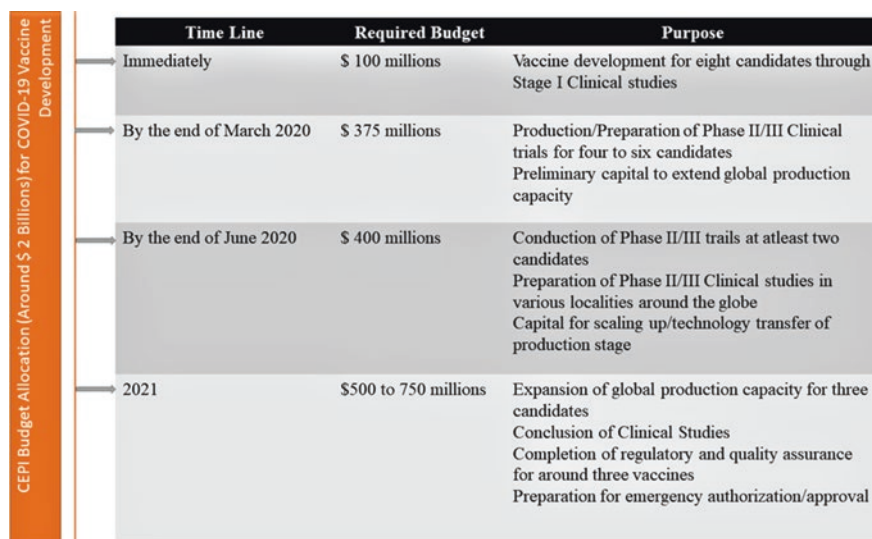 CEPI Budget Allocation (Around $ 2 Billions) for COVID-19 Vaccine
Development
Time Line Required Budget Purpose
Immediately $ 100 millions Vaccine development for eight candidates through
Stage I Clinical studies
By the end of March 2020 $ 375 millions Production/Preparation of Phase II/III Clinical
trials for four to six candidates
Preliminary capital to extend global production
capacity
By the end of June 2020 $ 400 millions Conduction of Phase II/III trails at atleast two
candidates
Preparation of Phase II/III Clinical studies in
various localities around the globe
Capital for scaling up/technology transfer of
production stage
2021 $500 to 750 millions Expansion of global production capacity for three
candidates
Conclusion of Clinical Studies
Completion of regulatory and quality assurance
for around three vaccines
Preparation for emergency authorization/approval